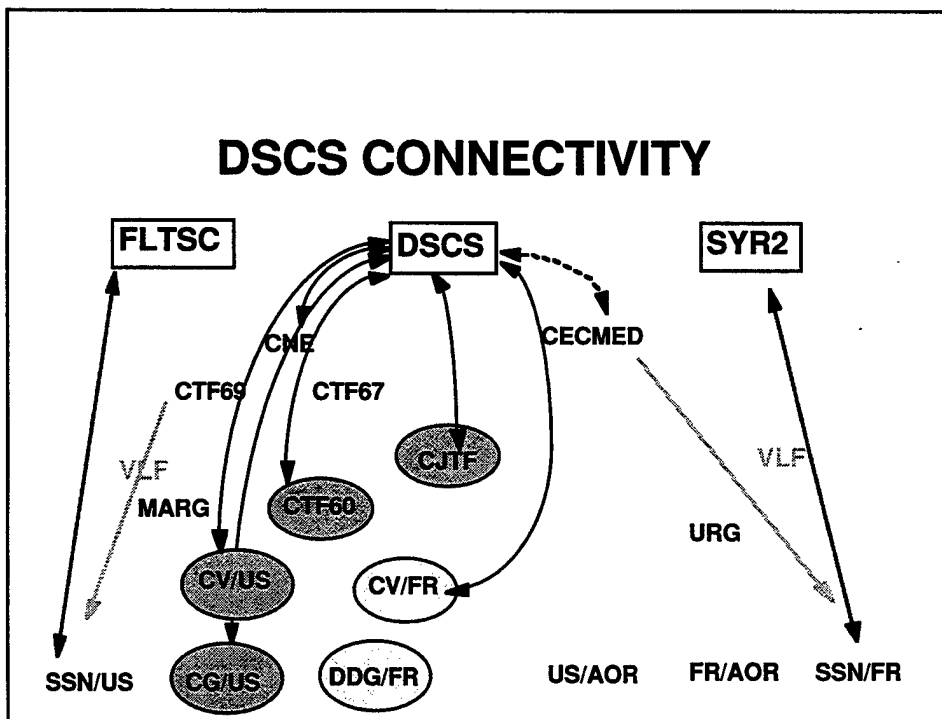 DSCS CONNECTIVITY
FLTSC
DSCS
SYR2
CNE
CECMED
CTF69
CTF67
CJTF
VLF
VLF
MARG
CTF60
URG
CV/US
CV/FR
SSN/US
CG/US
DDG/FR
US/AOR
FR/AOR
SSN/FR